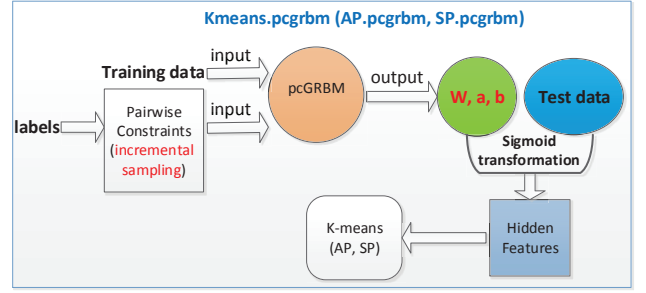 Kmeans.pcgrbm (AP.pcgrbm, SP.pcgrbm)
input
Training data
pcGRBM
output
W, a, b
Test data
labels
input
Pairwise
Constraints
(incremental
sampling)
Sigmoid
transformation
K-means
(AP, SP)
Hidden
Features